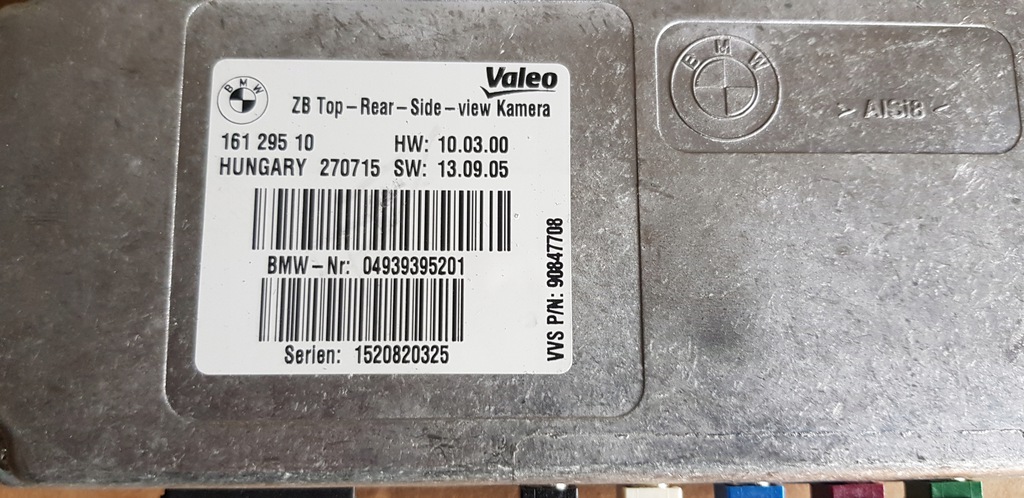 BMW
Valeo
ZB Top-Rear-Side-view Kamera
161 295 10 HW: 10.03.00
HUNGARY 270715 SW: 13.09.05
BMW-Nr: 04939395201
Serien: 1520820325
VVS P/N: 90847708
BMW
> AlSi8 <